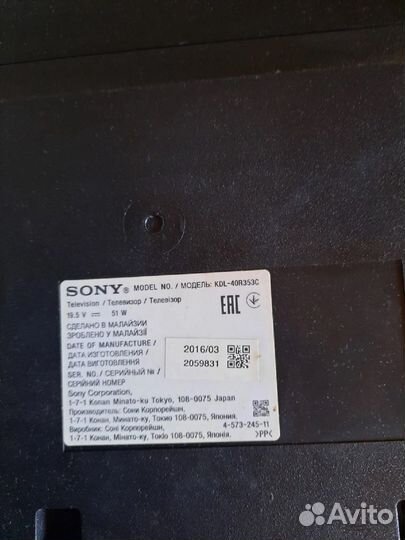 SONY® MODEL NO. / МОДЕЛЬ: KDL-40R353C
Television / Телевизор / Телевізор
19.5 V ⎓ 51 W
EAC
СДЕЛАНО В МАЛАЙЗИИ
ЗРОБЛЕНО У МАЛАЙЗІЇ
DATE OF MANUFACTURE /
ДАТА ИЗГОТОВЛЕНИЯ /
ДАТА ВИГОТОВЛЕННЯ
2016/03
SER. NO./ СЕРИЙНЫЙ № /
СЕРІЙНИЙ НОМЕР
2059831
Sony Corporation,
1-7-1 Konan Minato-ku Tokyo, 108-0075 Japan
Производитель: Сони Корпорейшн,
1-7-1 Конан, Минато-ку, Токио 108-0075, Япония.
Виробник: Соні Корпорейшн,
1-7-1 Конан, Мінато-ку, Токіо 108-0075, Японія.
4-573-245-11
>PP<
Avito